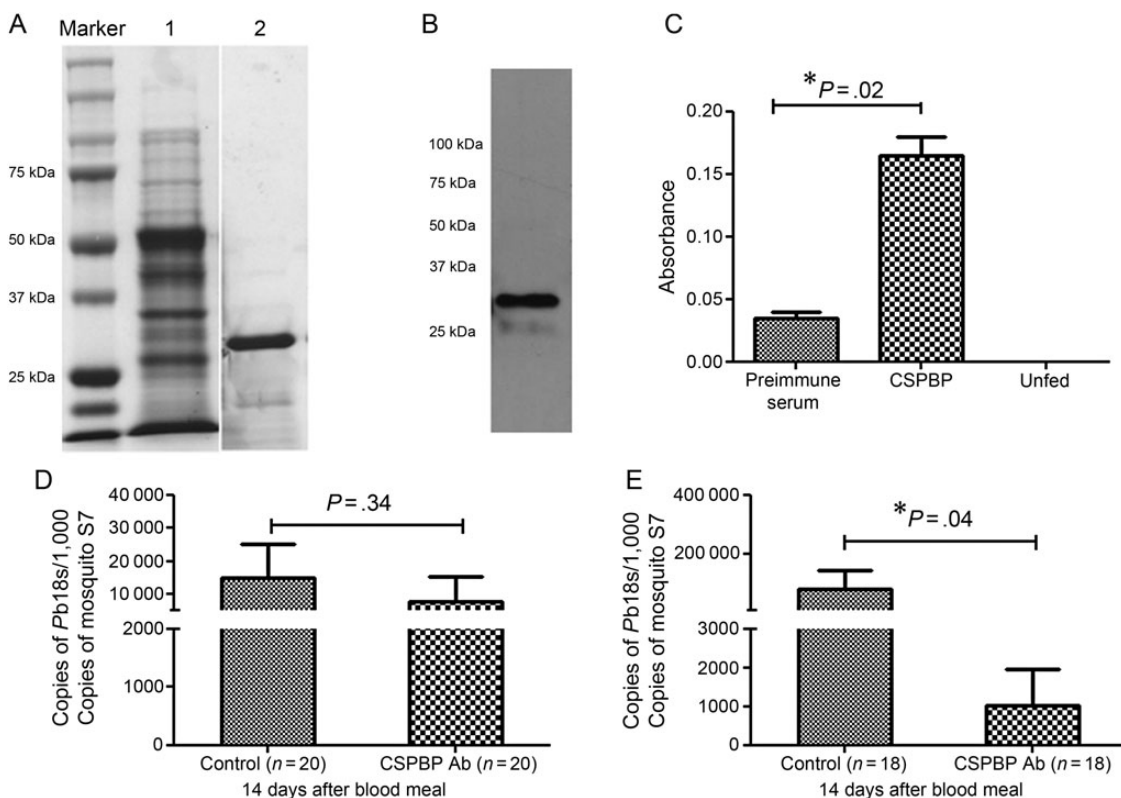 A
Marker 1 2
75 kDa
50 kDa
37 kDa
25 kDa
B
100 kDa
75 kDa
50 kDa
37 kDa
25 kDa
C
*P = .02
0.20
0.15
0.10
0.05
0.00
Absorbance
Preimmune serum
CSPBP
Unfed
D
Copies of Pb18s/1,000
Copies of mosquito S7
40 000
30 000
20 000
10 000
2000
1000
0
P = .34
Control (n = 20) CSPBP Ab (n = 20)
14 days after blood meal
E
Copies of Pb18s/1,000
Copies of mosquito S7
400 000
200 000
3000
2000
1000
0
*P = .04
Control (n = 18) CSPBP Ab (n = 18)
14 days after blood meal